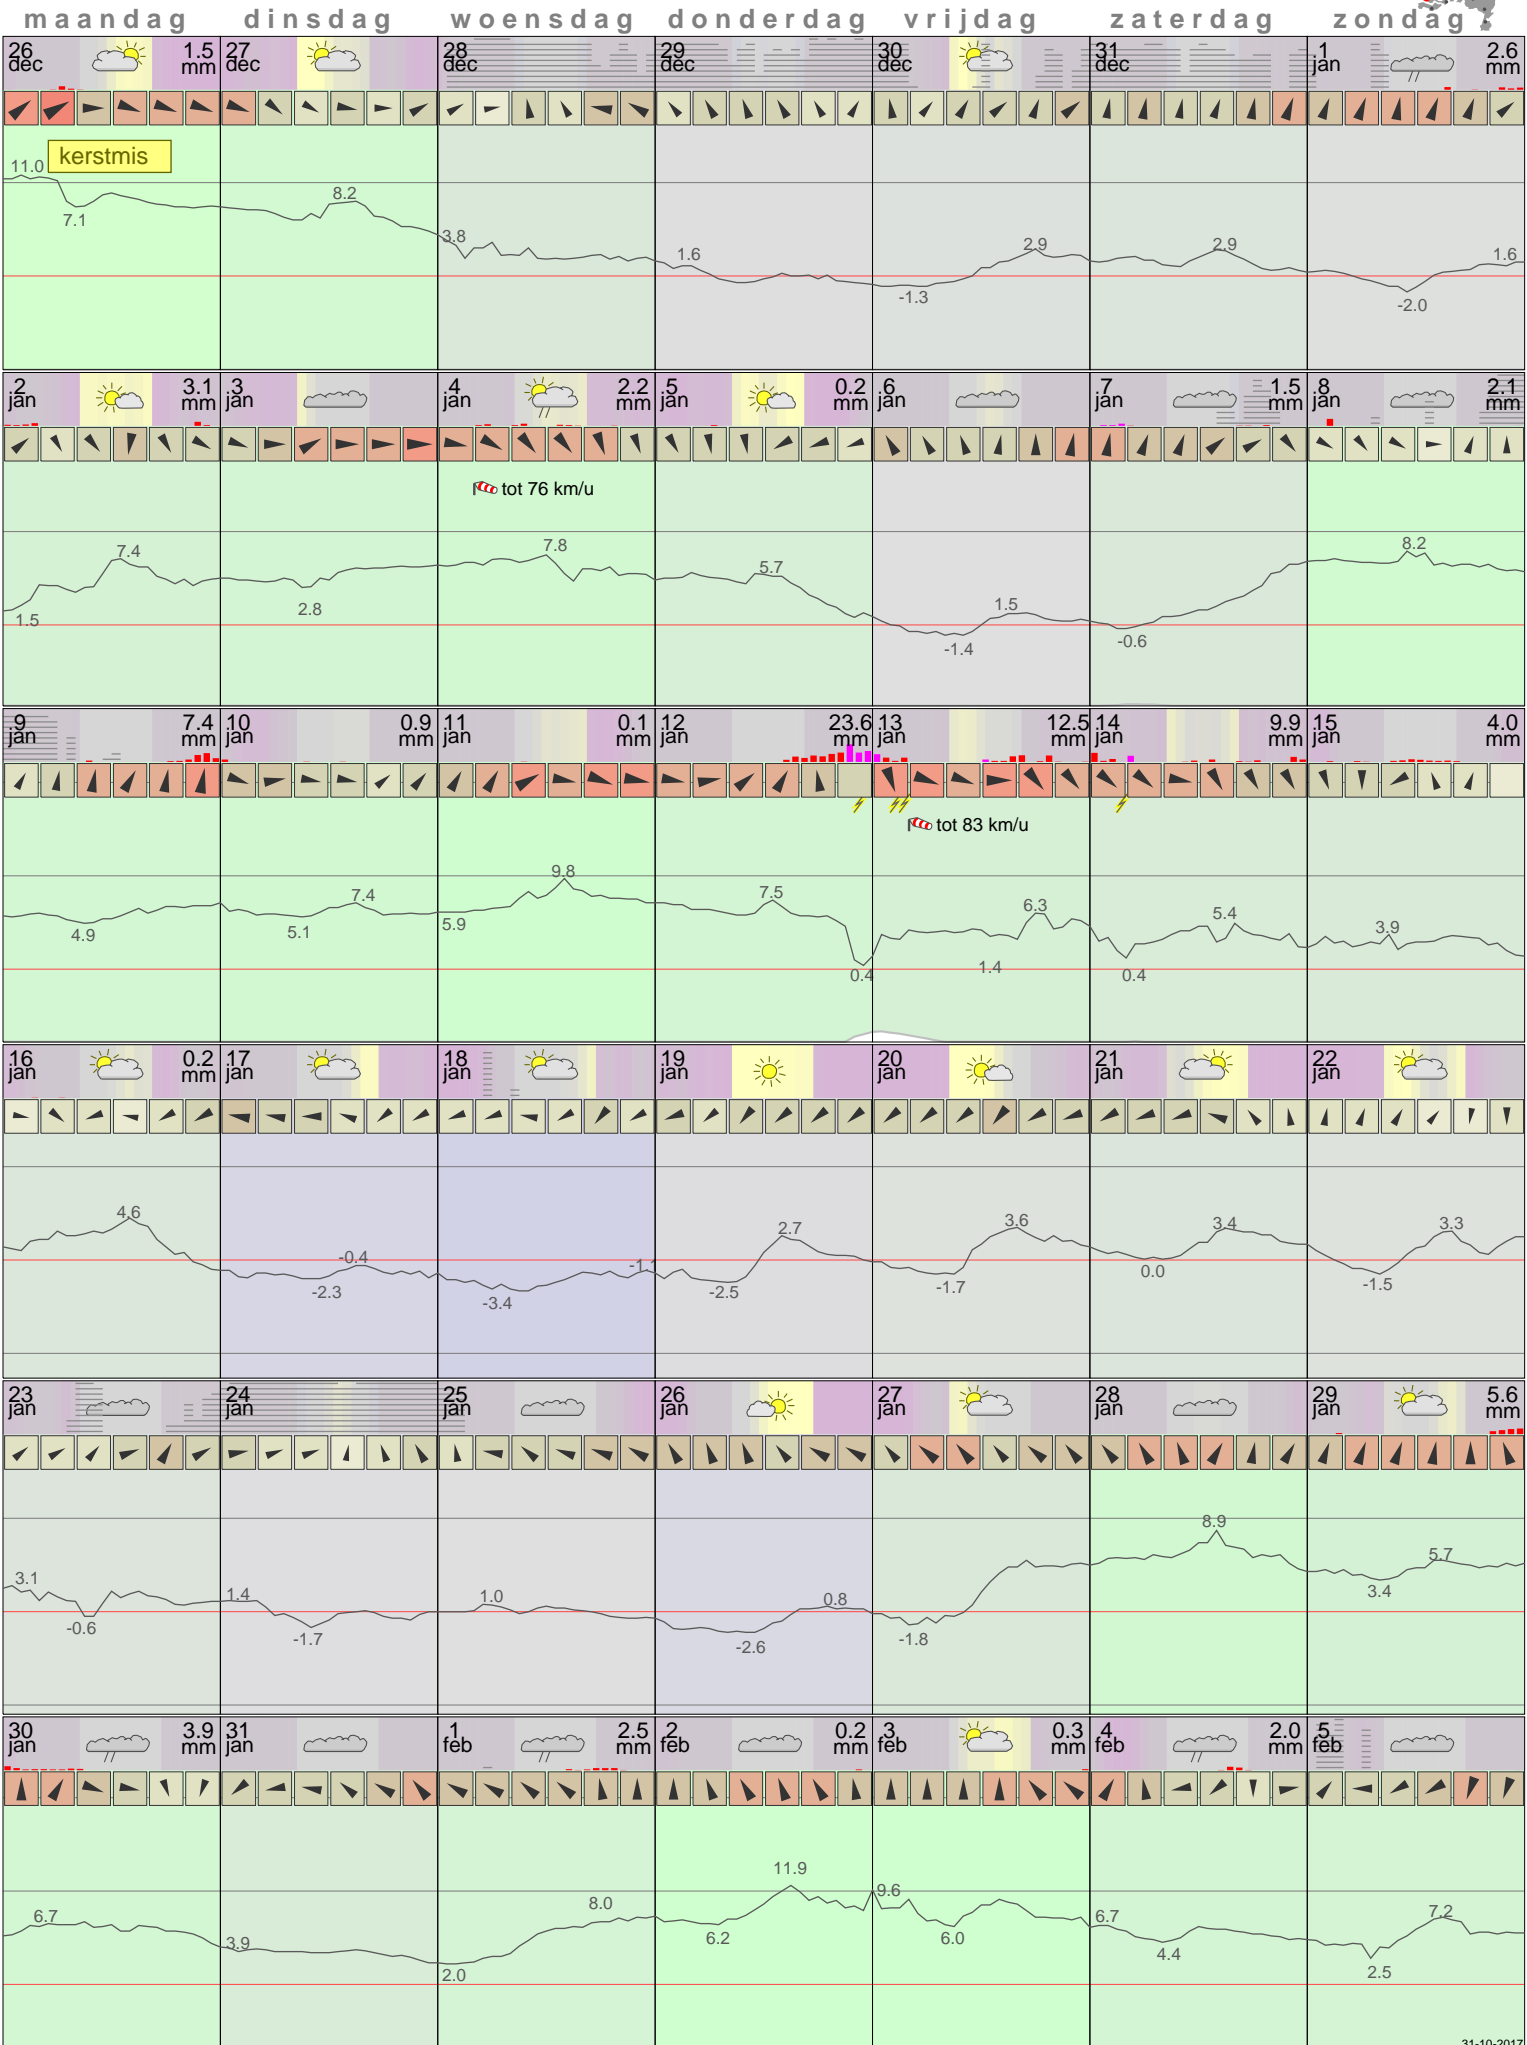 maandag dinsdag woensdag donderdag vrijdag zaterdag zondag
26 dec 1.5 mm 27 dec 28 dec 29 dec 30 dec 31 dec 1 jan 2.6 mm
kerstmis
11.0 7.1 8.2 3.8 1.6 -1.3 2.9 2.9 -2.0 1.6
2 jan 3.1 mm 3 jan 4 jan 2.2 mm 5 jan 0.2 mm 6 jan 7 jan 1.5 mm 8 jan 2.1 mm
tot 76 km/u
1.5 7.4 2.8 7.8 5.7 -1.4 1.5 -0.6 8.2
9 jan 7.4 mm 10 jan 0.9 mm 11 jan 0.1 mm 12 jan 23.6 mm 13 jan 12.5 mm 14 jan 9.9 mm 15 jan 4.0 mm
tot 83 km/u
4.9 5.1 7.4 5.9 9.8 7.5 0.4 1.4 6.3 0.4 5.4 3.9
16 jan 0.2 mm 17 jan 18 jan 19 jan 20 jan 21 jan 22 jan
4.6 -2.3 -0.4 -3.4 -1.1 -2.5 2.7 -1.7 3.6 0.0 3.4 -1.5 3.3
23 jan 24 jan 25 jan 26 jan 27 jan 28 jan 29 jan 5.6 mm
3.1 -0.6 1.4 -1.7 1.0 -2.6 0.8 -1.8 8.9 3.4 5.7
30 jan 3.9 mm 31 jan 1 feb 2.5 mm 2 feb 0.2 mm 3 feb 0.3 mm 4 feb 2.0 mm 5 feb
6.7 3.9 2.0 8.0 6.2 11.9 9.6 6.0 6.7 4.4 2.5 7.2
31-10-2017